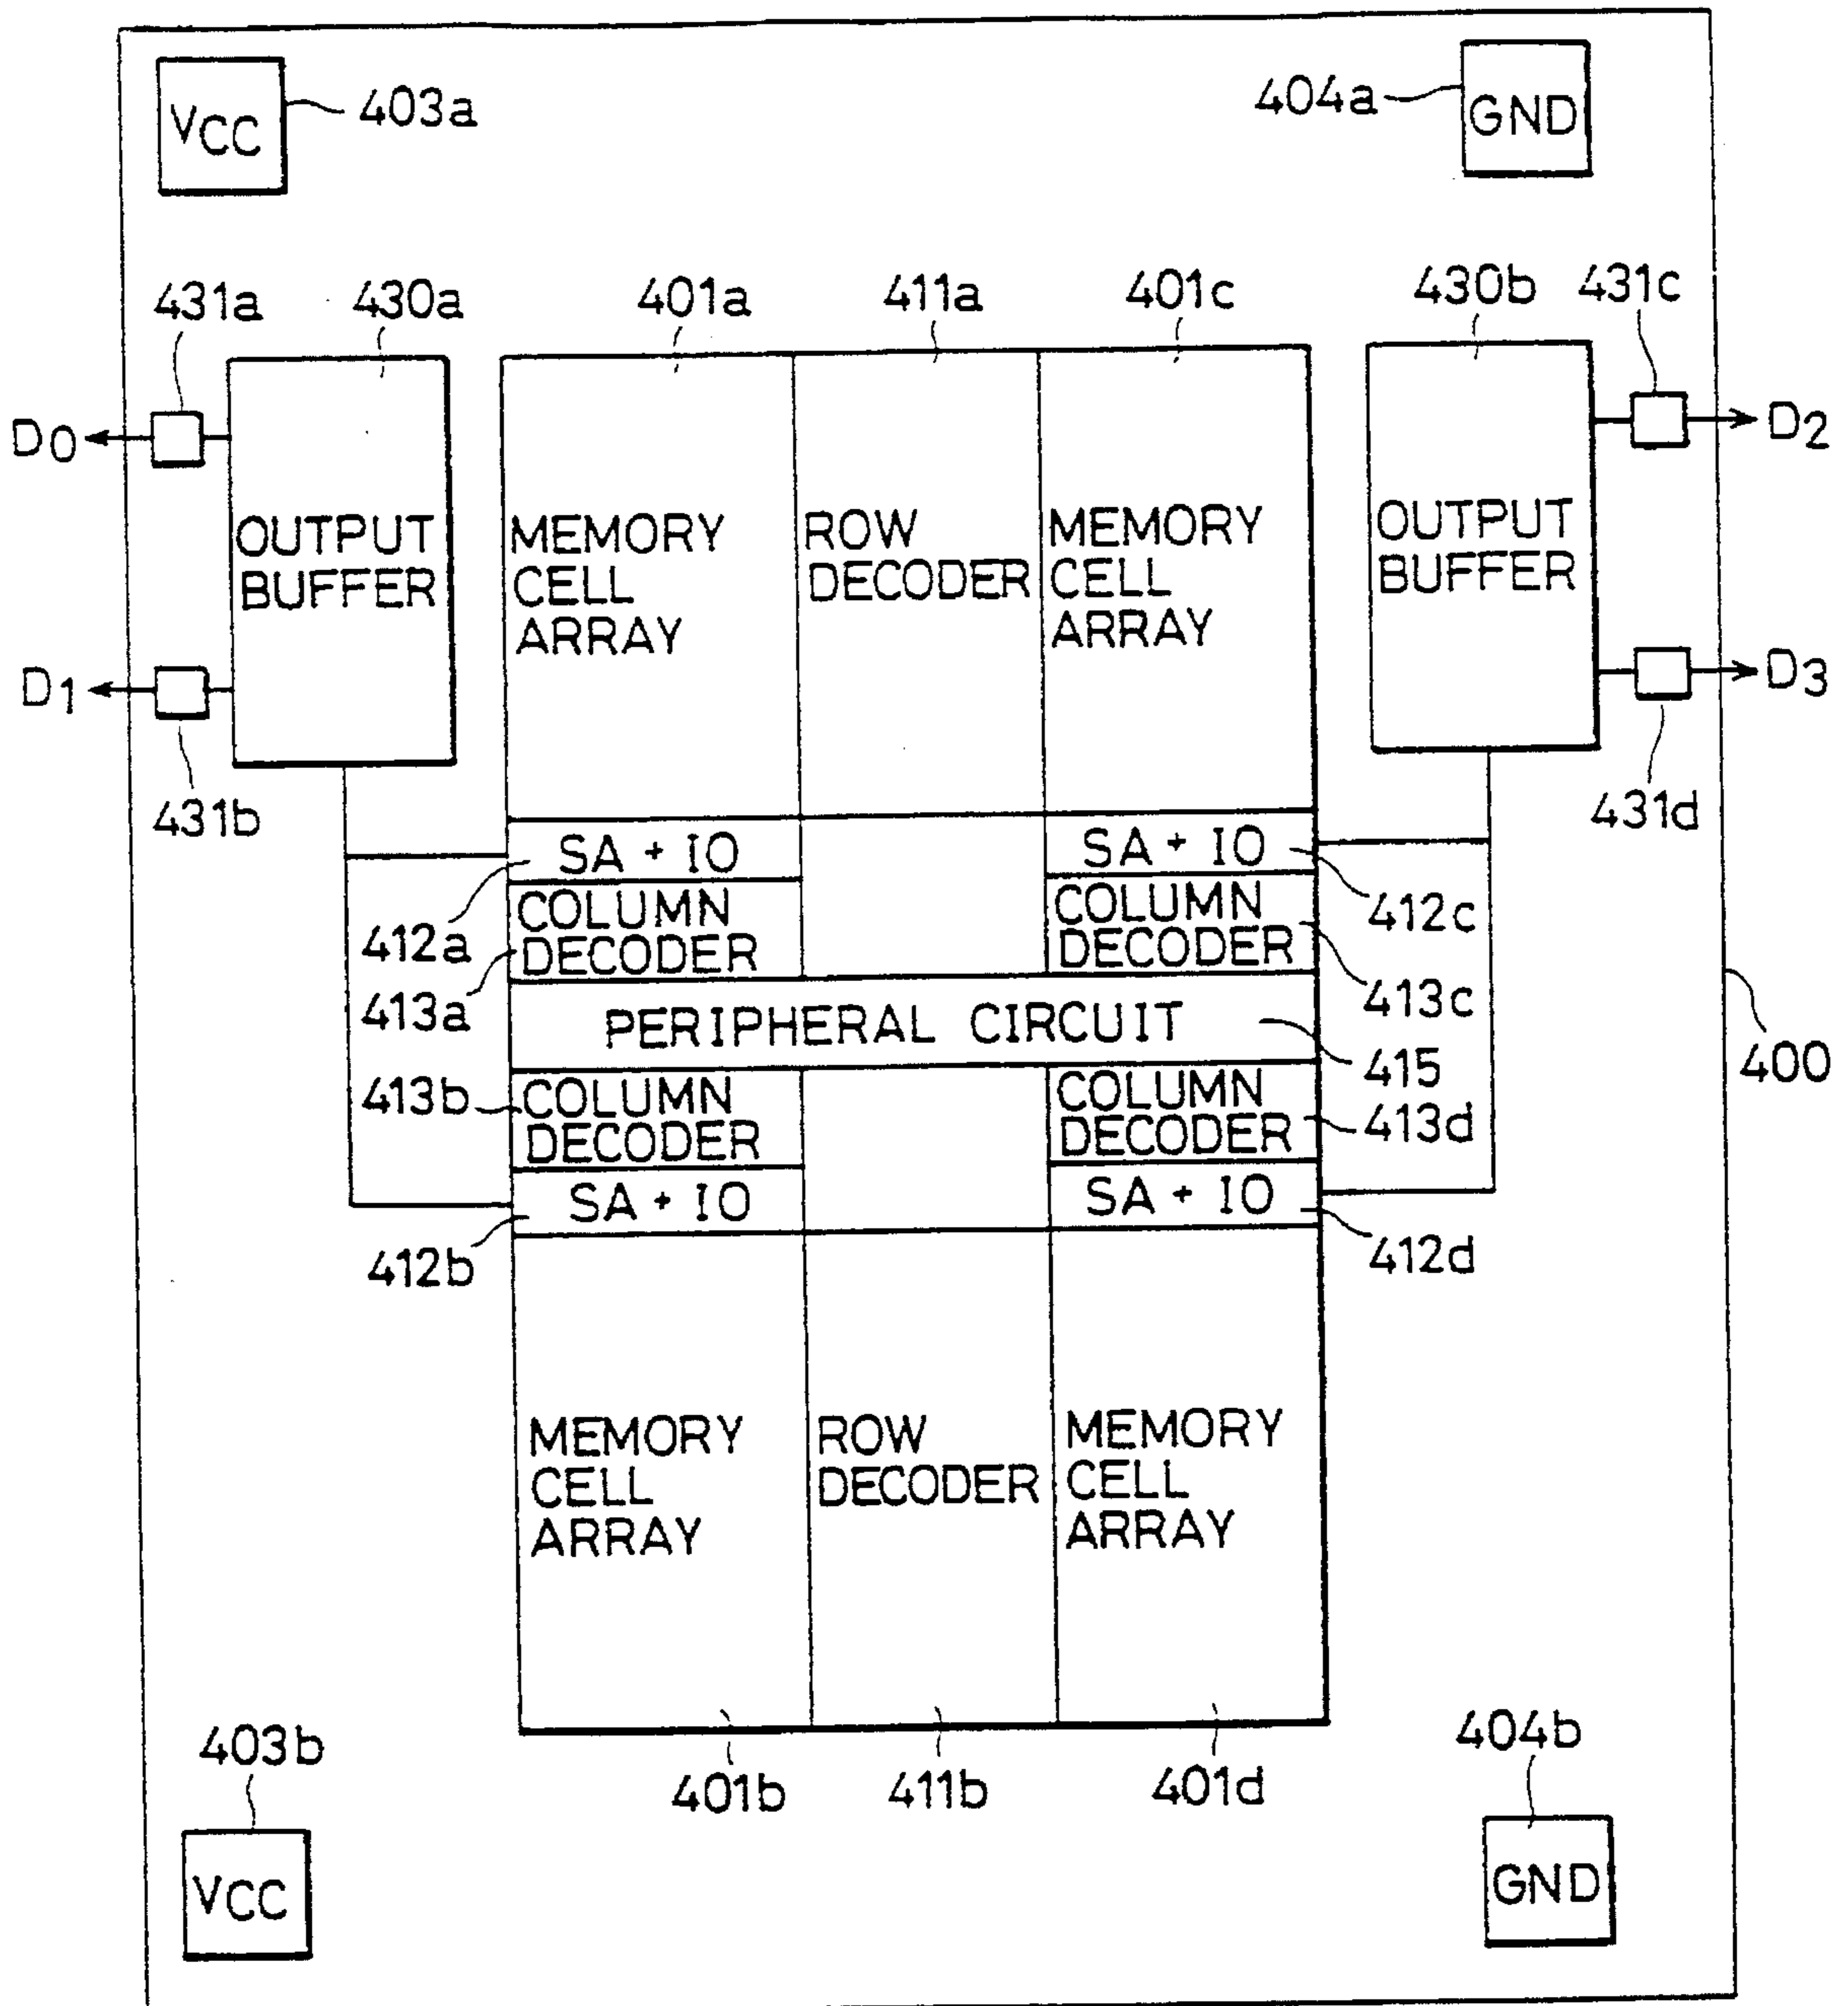 VCC
403a
404a
GND
431a
430a
401a
411a
401c
430b
431c
D0
D2
OUTPUT
BUFFER
MEMORY
CELL
ARRAY
ROW
DECODER
MEMORY
CELL
ARRAY
OUTPUT
BUFFER
D1
D3
431b
431d
SA + IO
SA + IO
412a
412c
COLUMN
DECODER
COLUMN
DECODER
413a
413c
PERIPHERAL CIRCUIT
415
400
413b
COLUMN
DECODER
COLUMN
DECODER
413d
SA + IO
SA + IO
412b
412d
MEMORY
CELL
ARRAY
ROW
DECODER
MEMORY
CELL
ARRAY
403b
401b
411b
401d
404b
VCC
GND